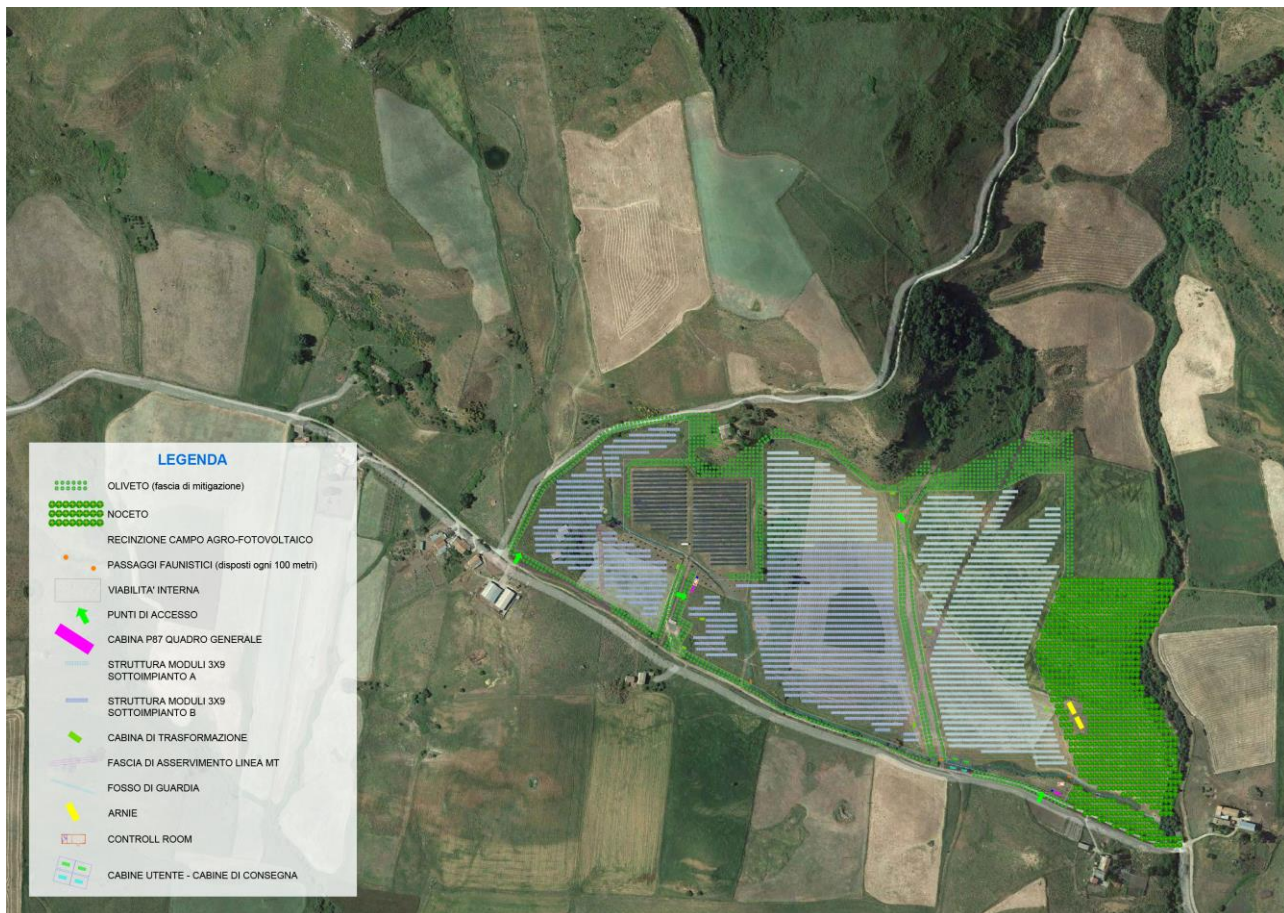 LEGENDA
OLIVETO (fascia di mitigazione)
NOCETO
RECINZIONE CAMPO AGRO-FOTOVOLTAICO
PASSAGGI FAUNISTICI (disposti ogni 100 metri)
VIABILITA' INTERNA
PUNTI DI ACCESSO
CABINA P87 QUADRO GENERALE
STRUTTURA MODULI 3X9
SOTTOIMPIANTO A
STRUTTURA MODULI 3X9
SOTTOIMPIANTO B
CABINA DI TRASFORMAZIONE
FASCIA DI ASSERVIMENTO LINEA MT
FOSSO DI GUARDIA
ARNIE
CONTROLL ROOM
CABINE UTENTE - CABINE DI CONSEGNA